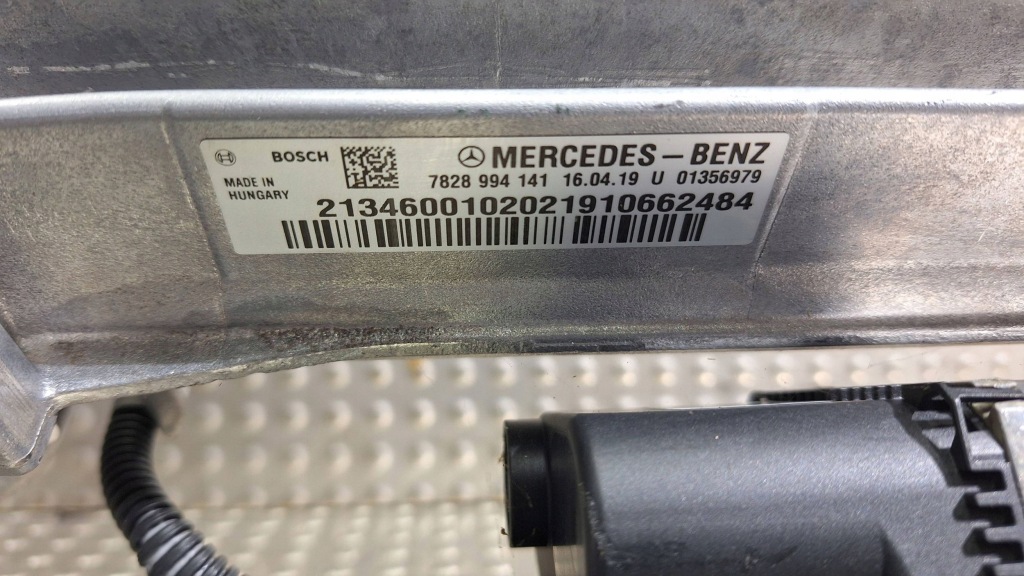 BOSCH MERCEDES-BENZ
MADE IN HUNGARY 7828 994 141 16.04.19 U 01356979
2134600102021910662484